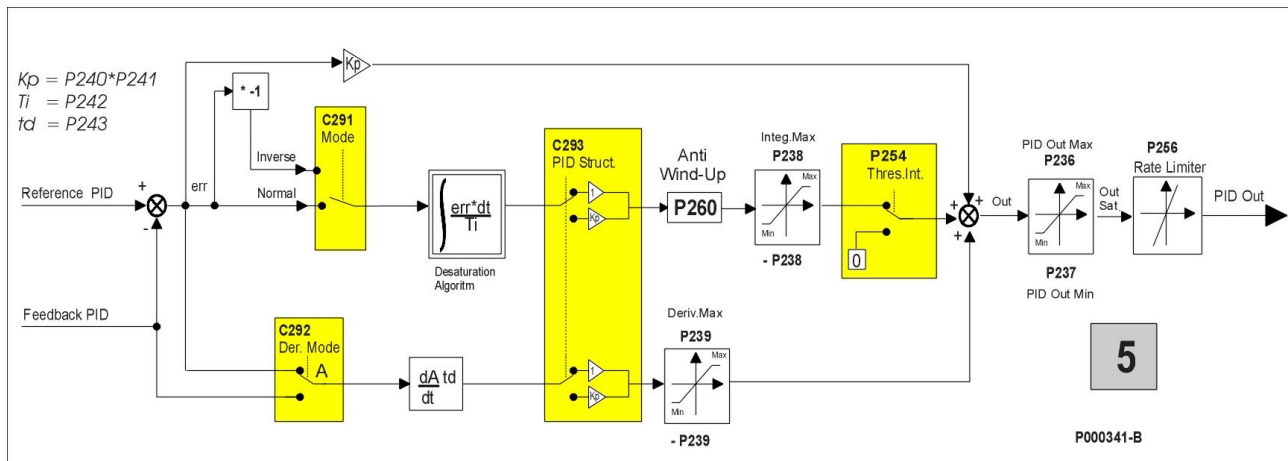 Kp = P240*P241
Ti = P242
td = P243
Kp
* -1
C291
Mode
Inverse
Normal
Reference PID
+
-
err
∫ err*dt
Ti
Desaturation
Algoritm
C293
PID Struct.
1
Kp
Anti
Wind-Up
P260
Integ.Max
P238
Max
Min
- P238
P254
Thres.Int.
0
+
+
+
Out
PID Out Max
P236
Max
Min
P237
PID Out Min
Out
Sat
P256
Rate Limiter
PID Out
Feedback PID
C292
Der. Mode
A
dA td
dt
1
Kp
Deriv.Max
P239
Max
Min
- P239
5
P000341-B